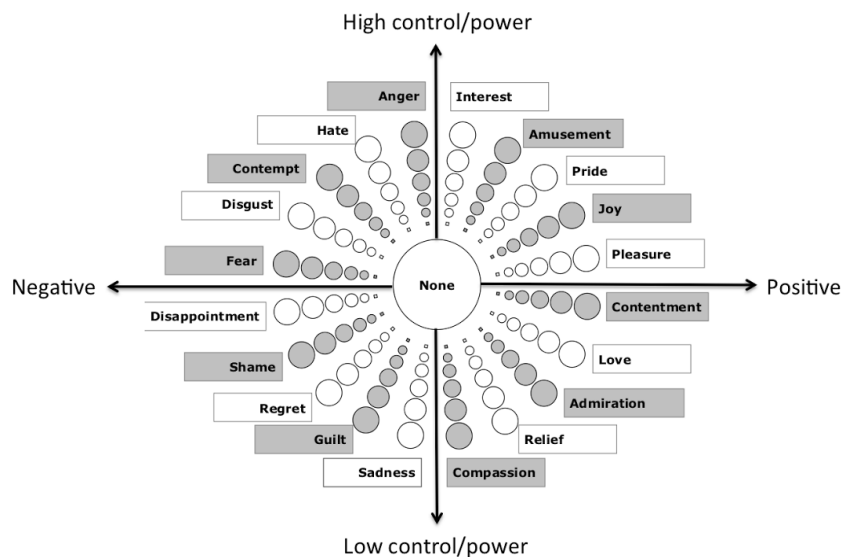 High control/power
Anger
Interest
Hate
Amusement
Contempt
Pride
Disgust
Joy
Fear
Pleasure
Negative
None
Positive
Disappointment
Contentment
Shame
Love
Regret
Admiration
Guilt
Relief
Sadness
Compassion
Low control/power